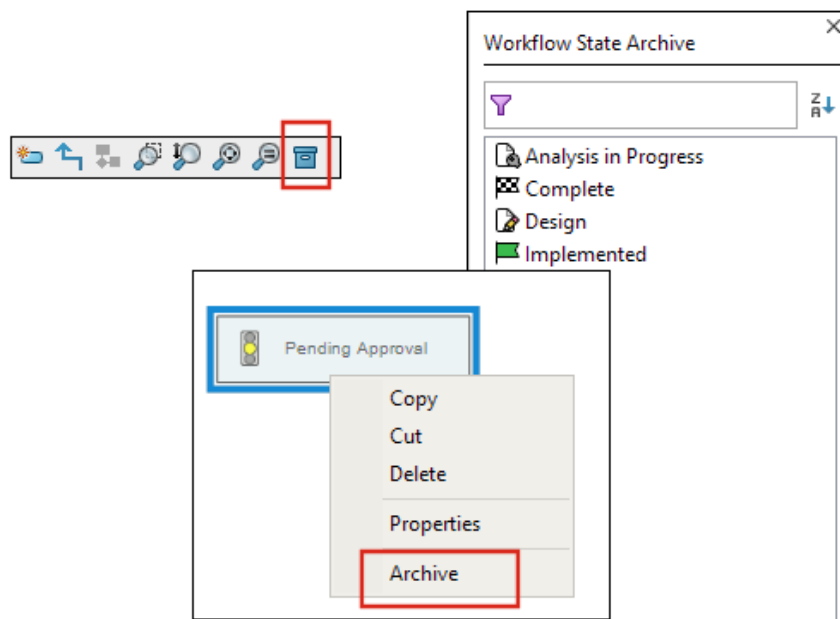 Workflow State Archive
Analysis in Progress
Complete
Design
Implemented
Pending Approval
Copy
Cut
Delete
Properties
Archive